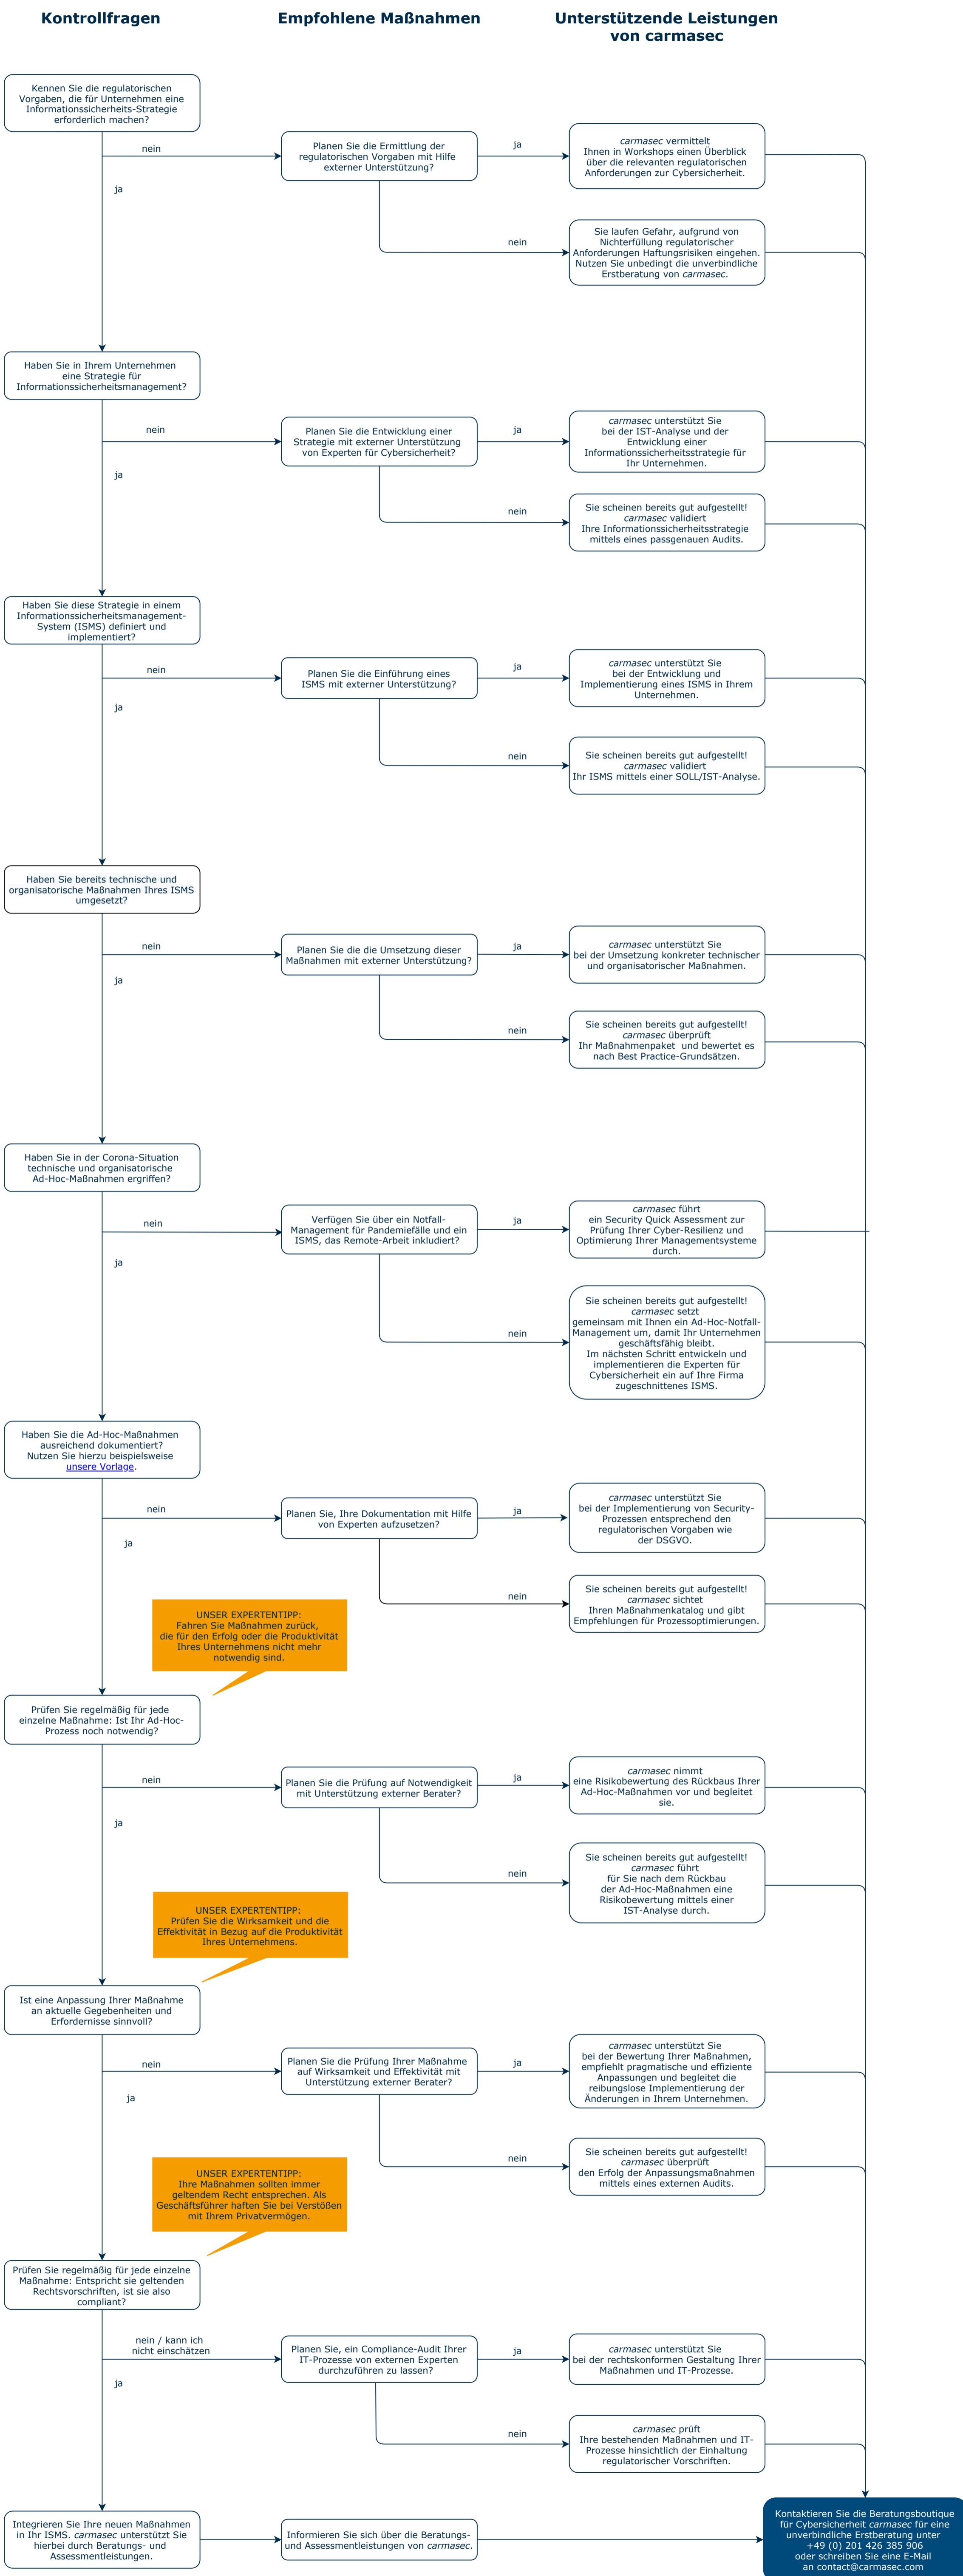 Kontrollfragen
Empfohlene Maßnahmen
Unterstützende Leistungen
von carmasec
Kennen Sie die regulatorischen
Vorgaben, die für Unternehmen eine
Informationssicherheits-Strategie
erforderlich machen?
nein
ja
Planen Sie die Ermittlung der
regulatorischen Vorgaben mit Hilfe
externer Unterstützung?
ja
carmasec vermittelt
Ihnen in Workshops einen Überblick
über die relevanten regulatorischen
Anforderungen zur Cybersicherheit.
nein
Sie laufen Gefahr, aufgrund von
Nichterfüllung regulatorischer
Anforderungen Haftungsrisiken eingehen.
Nutzen Sie unbedingt die unverbindliche
Erstberatung von carmasec.
Haben Sie in Ihrem Unternehmen
eine Strategie für
Informationssicherheitsmanagement?
nein
ja
Planen Sie die Entwicklung einer
Strategie mit externer Unterstützung
von Experten für Cybersicherheit?
ja
carmasec unterstützt Sie
bei der IST-Analyse und der
Entwicklung einer
Informationssicherheitsstrategie für
Ihr Unternehmen.
nein
Sie scheinen bereits gut aufgestellt!
carmasec validiert
Ihre Informationssicherheitsstrategie
mittels eines passgenauen Audits.
Haben Sie diese Strategie in einem
Informationssicherheitsmanagement-
System (ISMS) definiert und
implementiert?
nein
ja
Planen Sie die Einführung eines
ISMS mit externer Unterstützung?
ja
carmasec unterstützt Sie
bei der Entwicklung und
Implementierung eines ISMS in Ihrem
Unternehmen.
nein
Sie scheinen bereits gut aufgestellt!
carmasec validiert
Ihr ISMS mittels einer SOLL/IST-Analyse.
Haben Sie bereits technische und
organisatorische Maßnahmen Ihres ISMS
umgesetzt?
nein
ja
Planen Sie die die Umsetzung dieser
Maßnahmen mit externer Unterstützung?
ja
carmasec unterstützt Sie
bei der Umsetzung konkreter technischer
und organisatorischer Maßnahmen.
nein
Sie scheinen bereits gut aufgestellt!
carmasec überprüft
Ihr Maßnahmenpaket und bewertet es
nach Best Practice-Grundsätzen.
Haben Sie in der Corona-Situation
technische und organisatorische
Ad-Hoc-Maßnahmen ergriffen?
nein
ja
Verfügen Sie über ein Notfall-
Management für Pandemiefälle und ein
ISMS, das Remote-Arbeit inkludiert?
ja
carmasec führt
ein Security Quick Assessment zur
Prüfung Ihrer Cyber-Resilienz und
Optimierung Ihrer Managementsysteme
durch.
nein
Sie scheinen bereits gut aufgestellt!
carmasec setzt
gemeinsam mit Ihnen ein Ad-Hoc-Notfall-
Management um, damit Ihr Unternehmen
geschäftsfähig bleibt.
Im nächsten Schritt entwickeln und
implementieren die Experten für
Cybersicherheit ein auf Ihre Firma
zugeschnittenes ISMS.
Haben Sie die Ad-Hoc-Maßnahmen
ausreichend dokumentiert?
Nutzen Sie hierzu beispielsweise
unsere Vorlage.
nein
ja
Planen Sie, Ihre Dokumentation mit Hilfe
von Experten aufzusetzen?
ja
carmasec unterstützt Sie
bei der Implementierung von Security-
Prozessen entsprechend den
regulatorischen Vorgaben wie
der DSGVO.
nein
Sie scheinen bereits gut aufgestellt!
carmasec sichtet
Ihren Maßnahmenkatalog und gibt
Empfehlungen für Prozessoptimierungen.
UNSER EXPERTENTIPP:
Fahren Sie Maßnahmen zurück,
die für den Erfolg oder die Produktivität
Ihres Unternehmens nicht mehr
notwendig sind.
Prüfen Sie regelmäßig für jede
einzelne Maßnahme: Ist Ihr Ad-Hoc-
Prozess noch notwendig?
nein
ja
Planen Sie die Prüfung auf Notwendigkeit
mit Unterstützung externer Berater?
ja
carmasec nimmt
eine Risikobewertung des Rückbaus Ihrer
Ad-Hoc-Maßnahmen vor und begleitet
sie.
nein
Sie scheinen bereits gut aufgestellt!
carmasec führt
für Sie nach dem Rückbau
der Ad-Hoc-Maßnahmen eine
Risikobewertung mittels einer
IST-Analyse durch.
UNSER EXPERTENTIPP:
Prüfen Sie die Wirksamkeit und die
Effektivität in Bezug auf die Produktivität
Ihres Unternehmens.
Ist eine Anpassung Ihrer Maßnahme
an aktuelle Gegebenheiten und
Erfordernisse sinnvoll?
nein
ja
Planen Sie die Prüfung Ihrer Maßnahme
auf Wirksamkeit und Effektivität mit
Unterstützung externer Berater?
ja
carmasec unterstützt Sie
bei der Bewertung Ihrer Maßnahmen,
empfiehlt pragmatische und effiziente
Anpassungen und begleitet die
reibungslose Implementierung der
Änderungen in Ihrem Unternehmen.
nein
Sie scheinen bereits gut aufgestellt!
carmasec überprüft
den Erfolg der Anpassungsmaßnahmen
mittels eines externen Audits.
UNSER EXPERTENTIPP:
Ihre Maßnahmen sollten immer
geltendem Recht entsprechen. Als
Geschäftsführer haften Sie bei Verstößen
mit Ihrem Privatvermögen.
Prüfen Sie regelmäßig für jede einzelne
Maßnahme: Entspricht sie geltenden
Rechtsvorschriften, ist sie also
compliant?
nein / kann ich
nicht einschätzen
ja
Planen Sie, ein Compliance-Audit Ihrer
IT-Prozesse von externen Experten
durchzuführen zu lassen?
ja
carmasec unterstützt Sie
bei der rechtskonformen Gestaltung Ihrer
Maßnahmen und IT-Prozesse.
nein
carmasec prüft
Ihre bestehenden Maßnahmen und IT-
Prozesse hinsichtlich der Einhaltung
regulatorischer Vorschriften.
Integrieren Sie Ihre neuen Maßnahmen
in Ihr ISMS. carmasec unterstützt Sie
hierbei durch Beratungs- und
Assessmentleistungen.
Informieren Sie sich über die Beratungs-
und Assessmentleistungen von carmasec.
Kontaktieren Sie die Beratungsboutique
für Cybersicherheit carmasec für eine
unverbindliche Erstberatung unter
+49 (0) 201 426 385 906
oder schreiben Sie eine E-Mail
an contact@carmasec.com